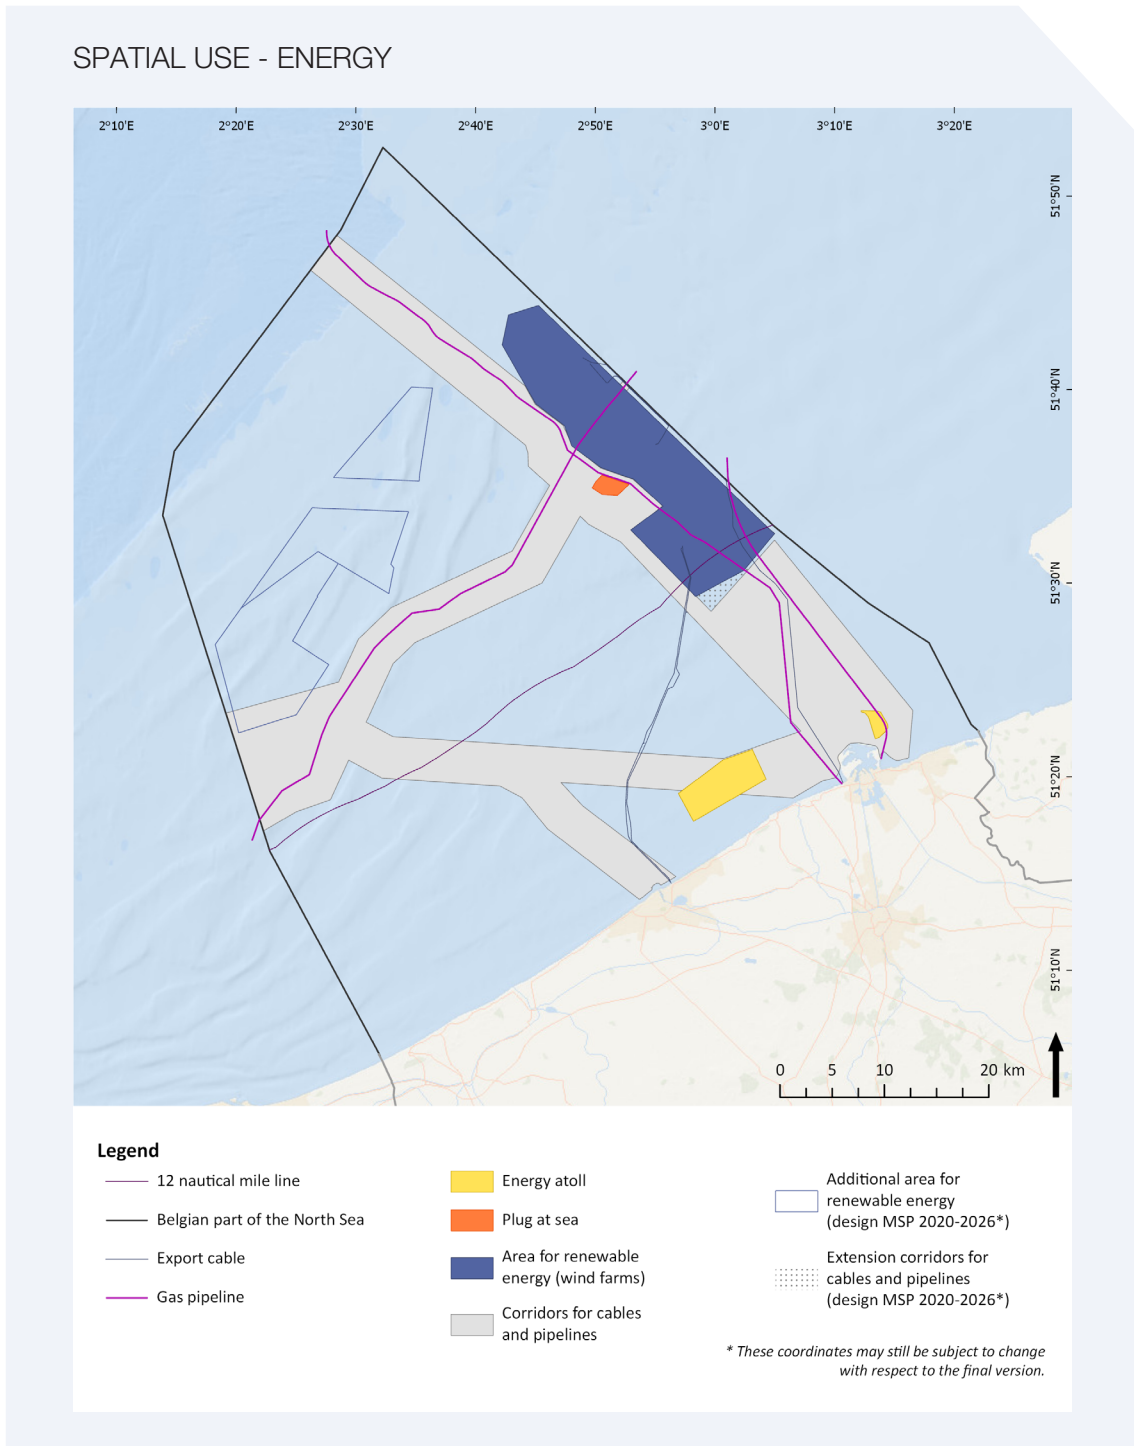 SPATIAL USE - ENERGY
2°10'E 2°20'E 2°30'E 2°40'E 2°50'E 3°0'E 3°10'E 3°20'E
51°50'N
51°40'N
51°30'N
51°20'N
51°10'N
0 5 10 20 km
Legend
12 nautical mile line
Belgian part of the North Sea
Export cable
Gas pipeline
Energy atoll
Plug at sea
Area for renewable
energy (wind farms)
Corridors for cables
and pipelines
Additional area for
renewable energy
(design MSP 2020-2026*)
Extension corridors for
cables and pipelines
(design MSP 2020-2026*)
* These coordinates may still be subject to change
with respect to the final version.